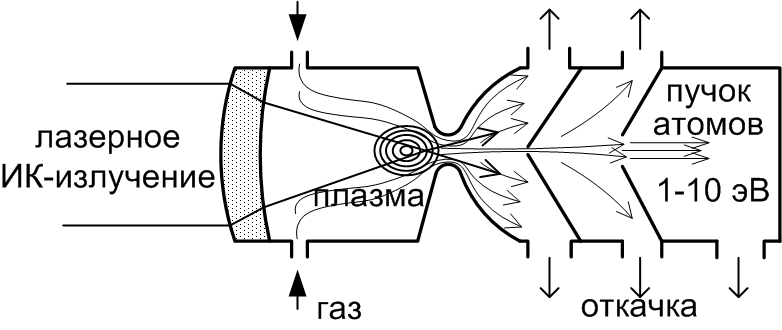 лазерное
ИК-излучение
плазма
газ
пучок
атомов
1-10 эВ
откачка